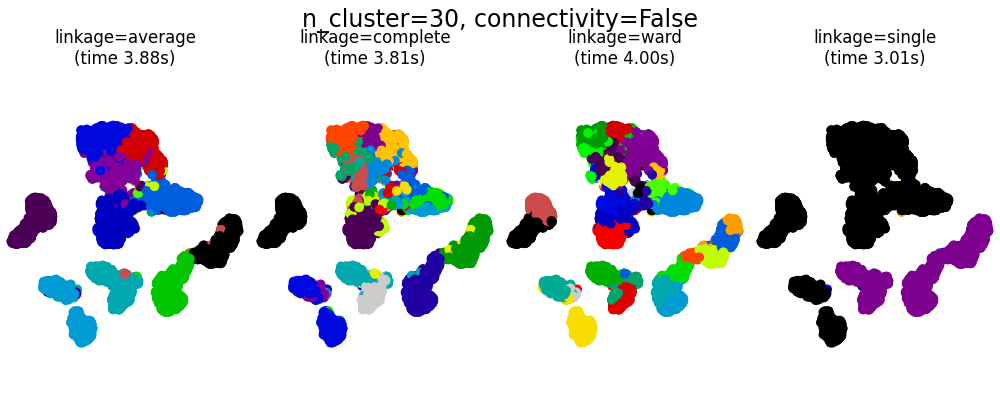 n_cluster=30, connectivity=False
linkage=average
(time 3.88s)
linkage=complete
(time 3.81s)
linkage=ward
(time 4.00s)
linkage=single
(time 3.01s)